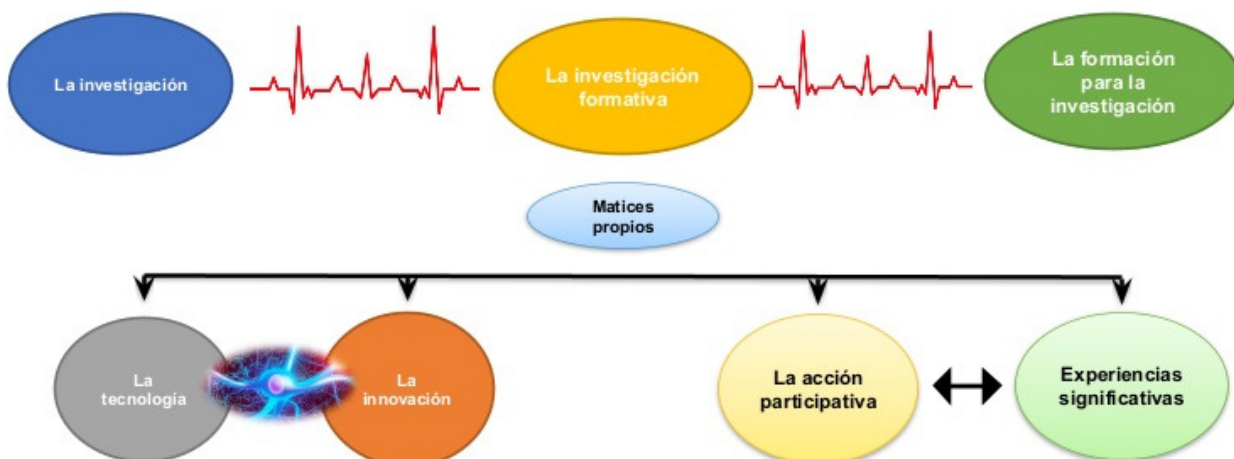 La investigación
La investigación
formativa
La formación
para la
investigación
Matices
propios
La
tecnología
La
innovación
La acción
participativa
Experiencias
significativas